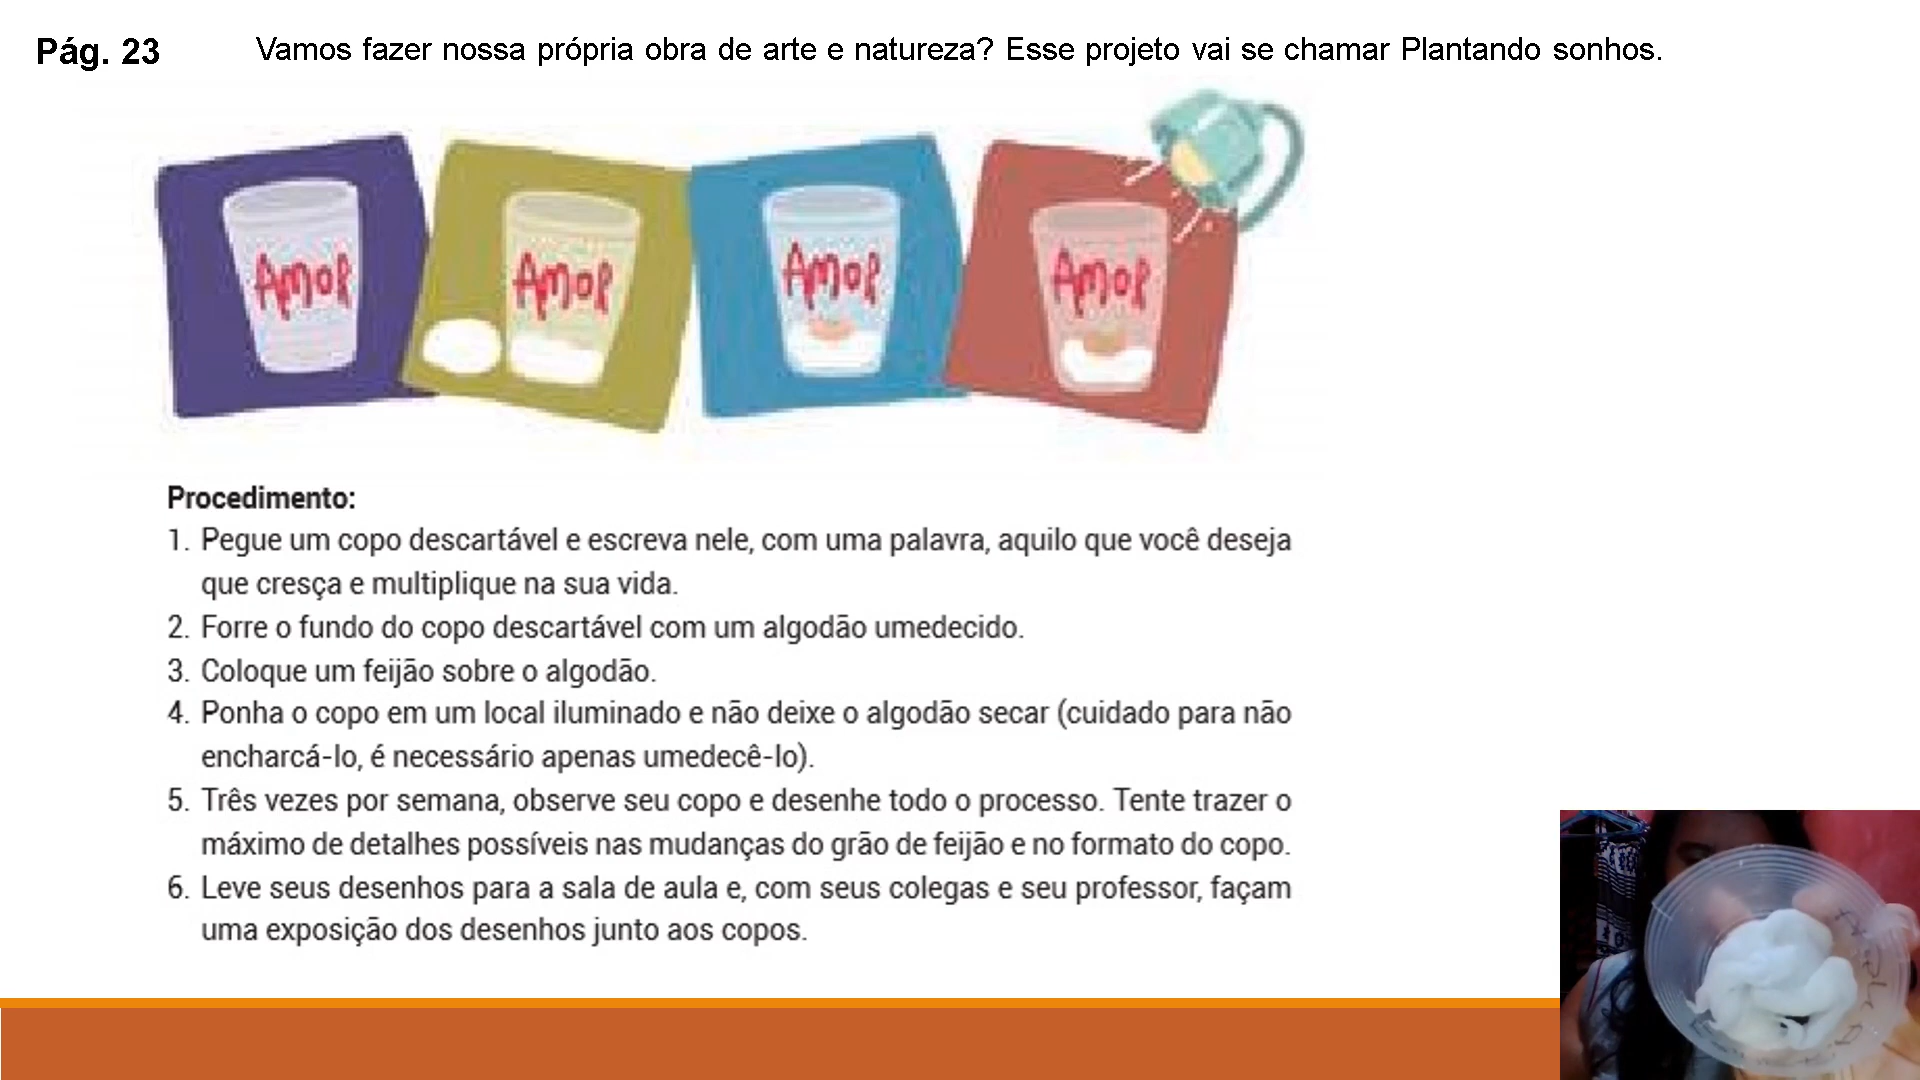 Pág. 23
Vamos fazer nossa própria obra de arte e natureza? Esse projeto vai se chamar Plantando sonhos.
Amor Amor Amor Amor
Procedimento:
1. Pegue um copo descartável e escreva nele, com uma palavra, aquilo que você deseja
que cresça e multiplique na sua vida.
2. Forre o fundo do copo descartável com um algodão umedecido.
3. Coloque um feijão sobre o algodão.
4. Ponha o copo em um local iluminado e não deixe o algodão secar (cuidado para não
encharcá-lo, é necessário apenas umedecê-lo).
5. Três vezes por semana, observe seu copo e desenhe todo o processo. Tente trazer o
máximo de detalhes possíveis nas mudanças do grão de feijão e no formato do copo.
6. Leve seus desenhos para a sala de aula e, com seus colegas e seu professor, façam
uma exposição dos desenhos junto aos copos.